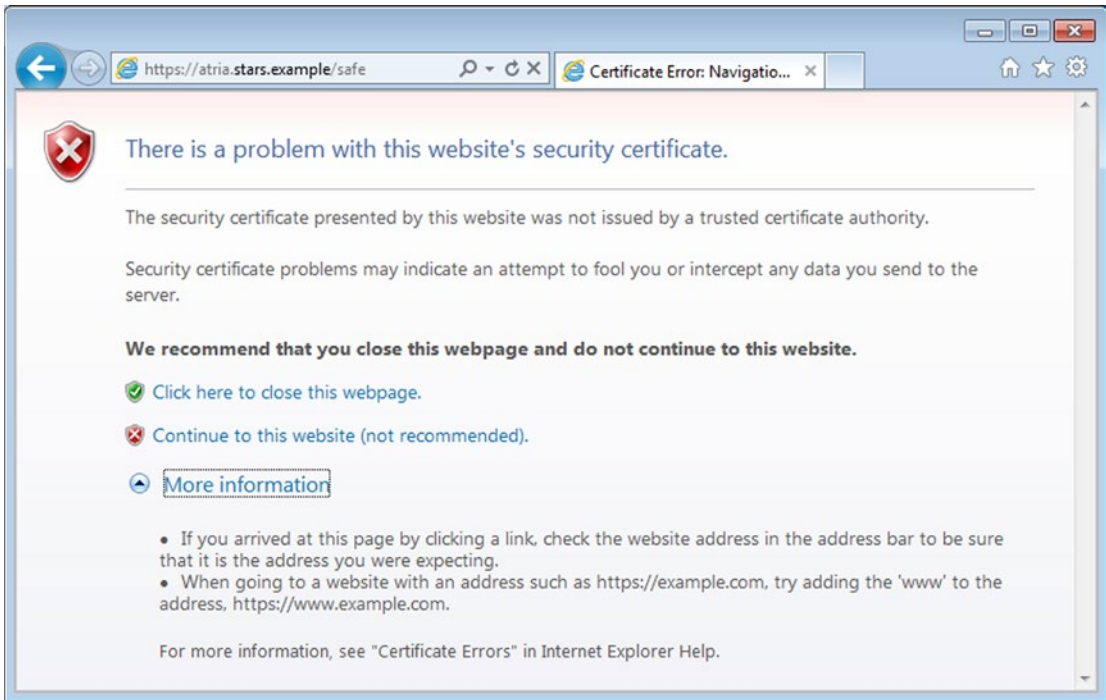 https://atria.stars.example/safe
Certificate Error: Navigatio...
There is a problem with this website's security certificate.
The security certificate presented by this website was not issued by a trusted certificate authority.
Security certificate problems may indicate an attempt to fool you or intercept any data you send to the
server.
We recommend that you close this webpage and do not continue to this website.
Click here to close this webpage.
Continue to this website (not recommended).
More information
• If you arrived at this page by clicking a link, check the website address in the address bar to be sure
that it is the address you were expecting.
• When going to a website with an address such as https://example.com, try adding the 'www' to the
address, https://www.example.com.
For more information, see "Certificate Errors" in Internet Explorer Help.